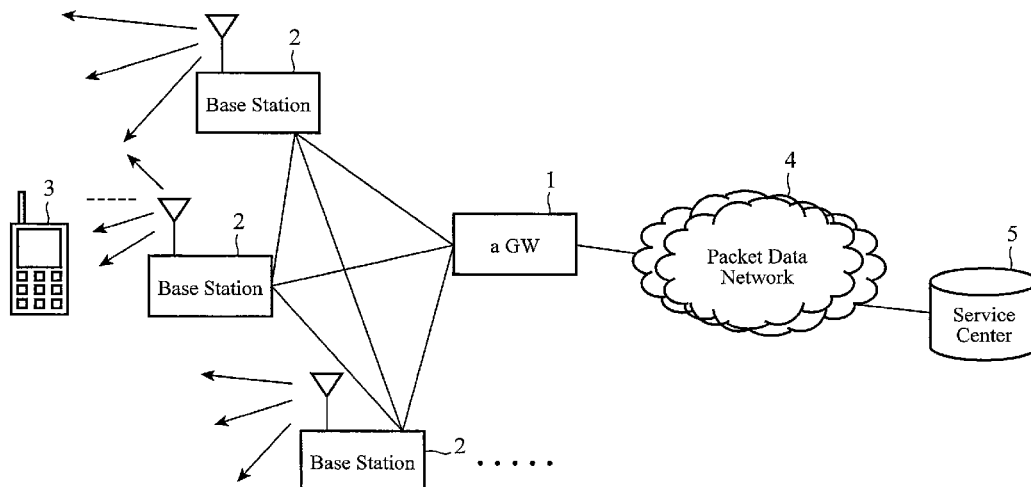 2
Base Station
3
2
Base Station
1
a GW
4
Packet Data
Network
5
Service
Center
Base Station
2
.....